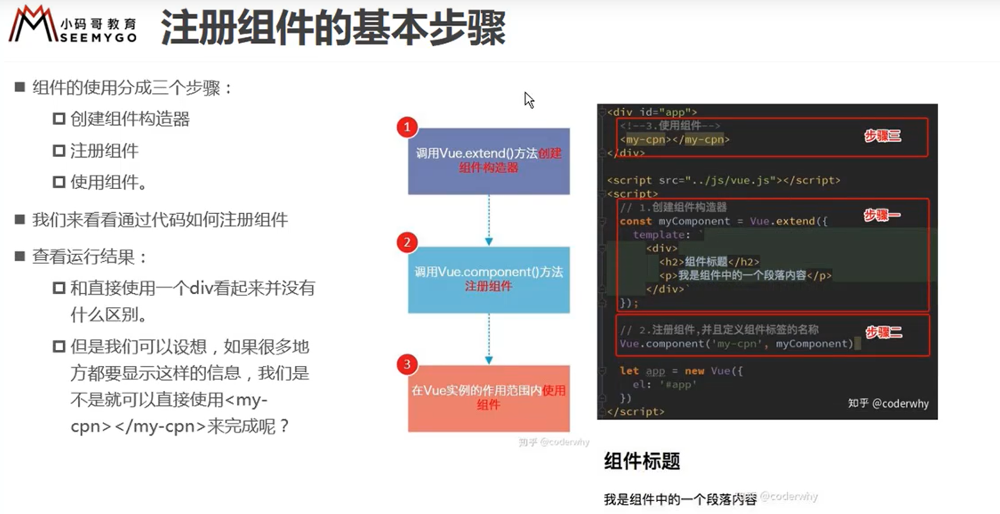 小码哥教育
SEEMYGO
注册组件的基本步骤
组件的使用分成三个步骤：
创建组件构造器
注册组件
使用组件。
我们来看看通过代码如何注册组件
查看运行结果：
和直接使用一个div看起来并没有
什么区别。
但是我们可以设想，如果很多地
方都要显示这样的信息，我们是
不是就可以直接使用<my-
cpn></my-cpn>来完成呢？
1
调用Vue.extend()方法创建
组件构造器
2
调用Vue.component()方法
注册组件
3
在Vue实例的作用范围内使用
组件
知乎 @coderwhy
<div id="app">
<!--3.使用组件-->
步骤三
<my-cpn></my-cpn>
</div>
<script src="../js/vue.js"></script>
<script>
// 1.创建组件构造器
步骤一
const myComponent = Vue.extend({
template: `
<div>
<h2>组件标题</h2>
<p>我是组件中的一个段落内容</p>
</div>`
});
// 2.注册组件,并且定义组件标签的名称
步骤二
Vue.component('my-cpn', myComponent)
let app = new Vue({
el: '#app'
})
</script>
知乎 @coderwhy
组件标题
我是组件中的一个段落内容
知乎 @coderwhy